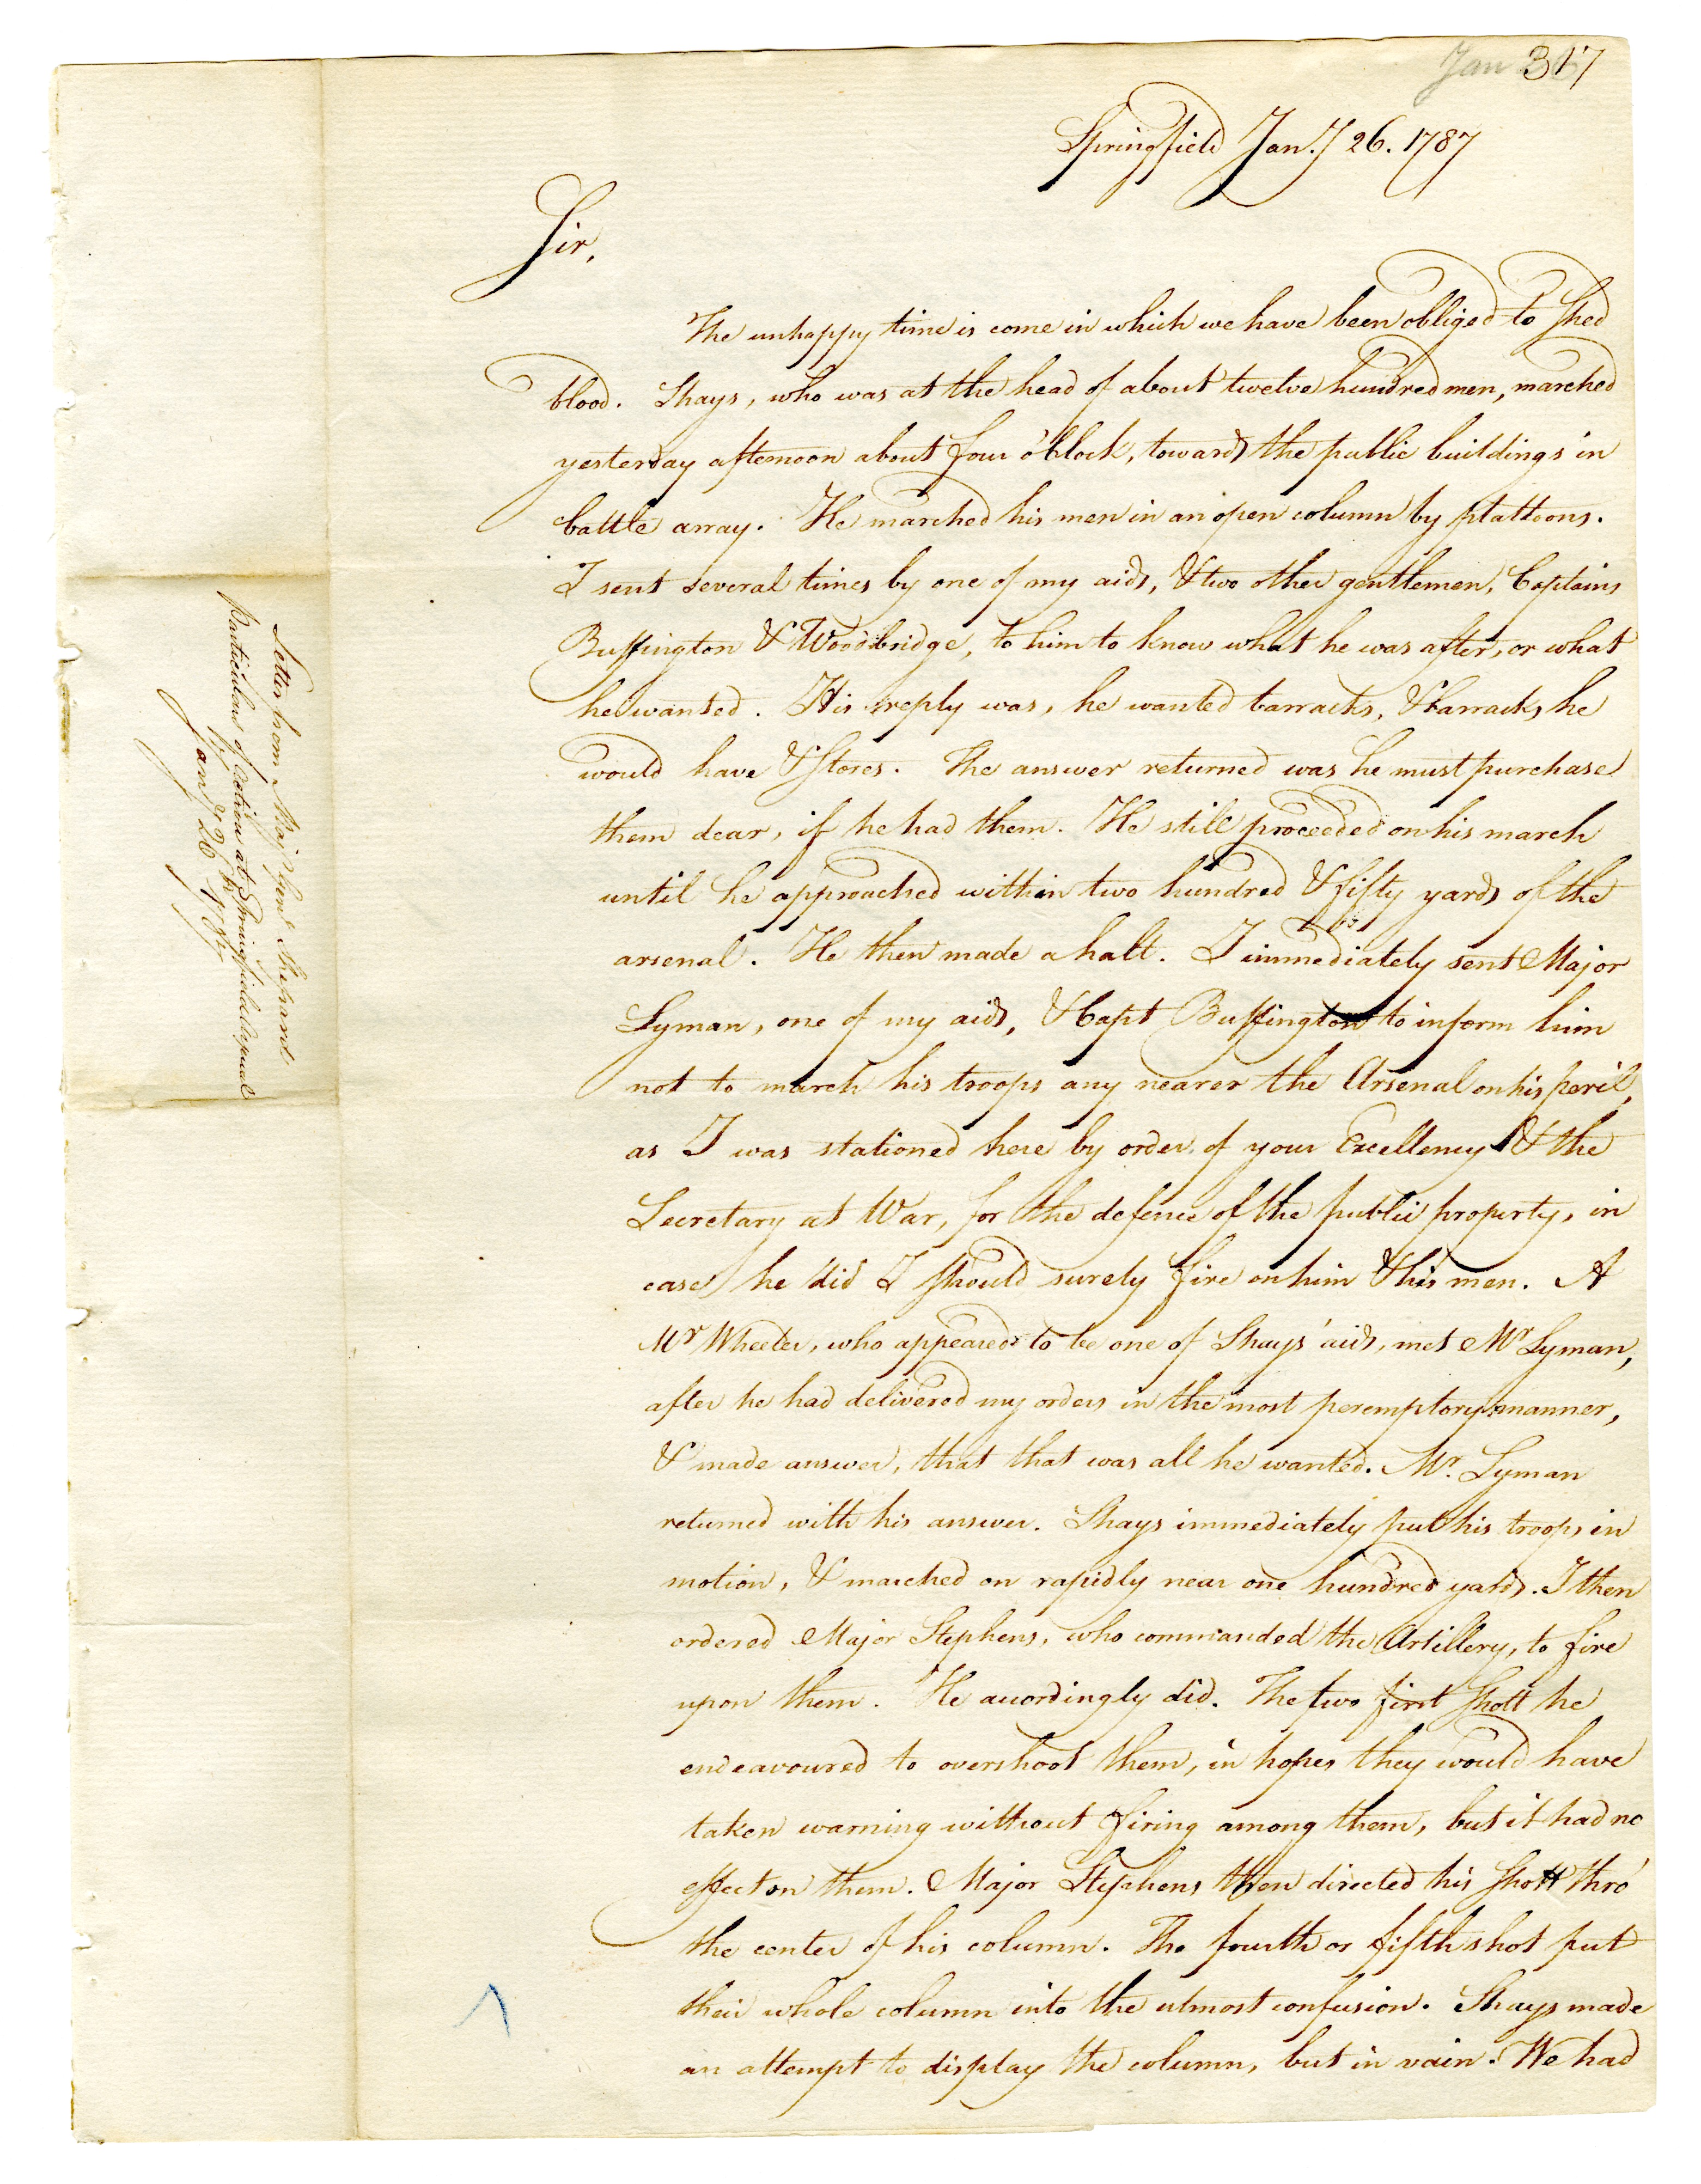 317
Springfield Jan.y 26. 1787
Sir,
The unhappy time is come in which we have been obliged to shed
blood. Shays, who was at the head of about twelve hundred men, marched
yesterday afternoon about four o'Clock, towards the public buildings in
battle array. He marched his men in an open column by plattoons.
I sent several times by one of my aids, & two other gentlemen, Captains
Buffington & Woodbridge, to him to know what he was after, or what
he wanted. His reply was, he wanted barracks, & barracks he
would have & stores. The answer returned was he must purchase
them dear, if he had them. He still proceeded on his march
until he approached within two hundred & fifty yards of the
arsenal. He then made a halt. I immediately sent Major
Lyman, one of my aids, & Capt Buffington to inform him
not to march his troops any nearer the Arsenal on his peril,
as I was stationed here by order of your Excellency & the
Secretary at War, for the defence of the public property, in
case he did I should surely fire on him & his men. A
Mr Wheeler, who appeared to be one of Shays' aids, met Mr Lyman,
after he had delivered my orders in the most peremptory manner,
& made answer, that that was all he wanted. Mr. Lyman
returned with his answer. Shays immediately put his troops in
motion, & marched on rapidly near one hundred yards. I then
ordered Major Stephens, who commanded the Artillery, to fire
upon them. He accordingly did. The two first shott he
endeavoured to overshoot them, in hopes they would have
taken warning without firing among them, but it had no
effect on them. Major Stephens then directed his shott thro'
the center of his column. The fourth or fifth shot put
their whole column into the utmost confusion. Shays made
an attempt to display the column, but in vain. We had
Letter from Maj.r Gen.l Shepard
Particulars of action at Springfield
Jan.y 26th 1787